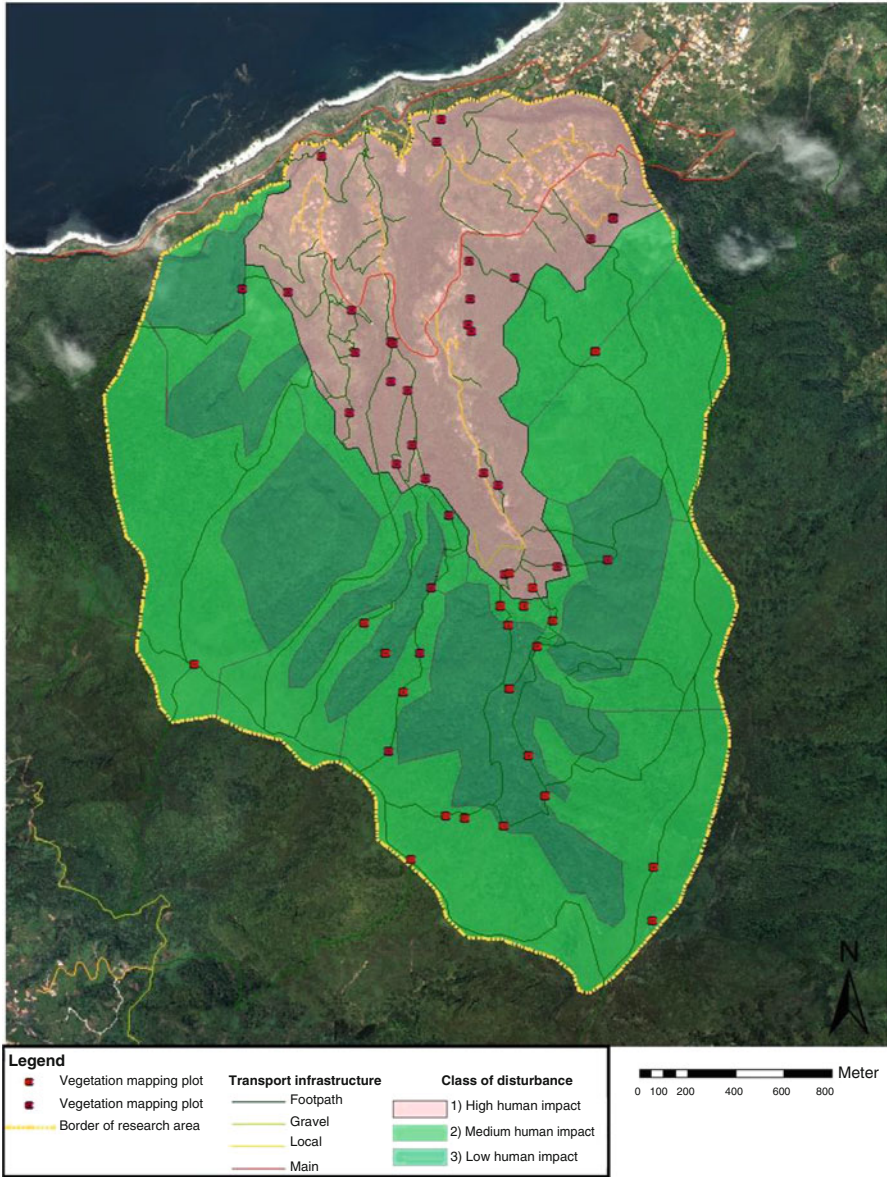 N
Legend
Vegetation mapping plot
Vegetation mapping plot
Border of research area
Transport infrastructure
Footpath
Gravel
Local
Main
Class of disturbance
1) High human impact
2) Medium human impact
3) Low human impact
Meter
0 100 200 400 600 800